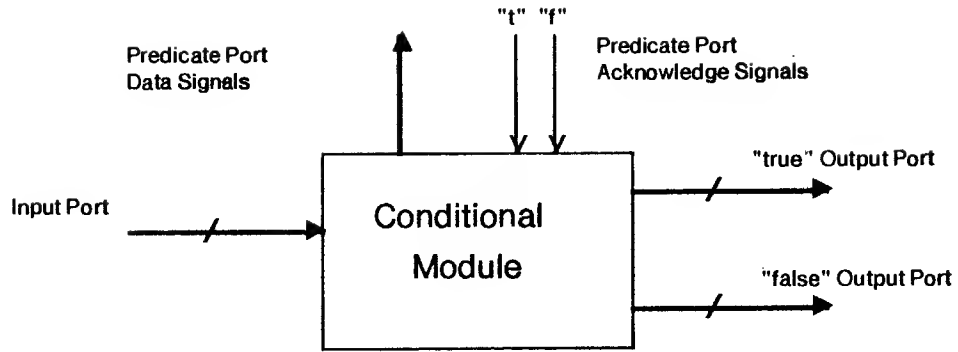 "t" "f"
Predicate Port
Data Signals
Predicate Port
Acknowledge Signals
"true" Output Port
Input Port
Conditional
Module
"false" Output Port